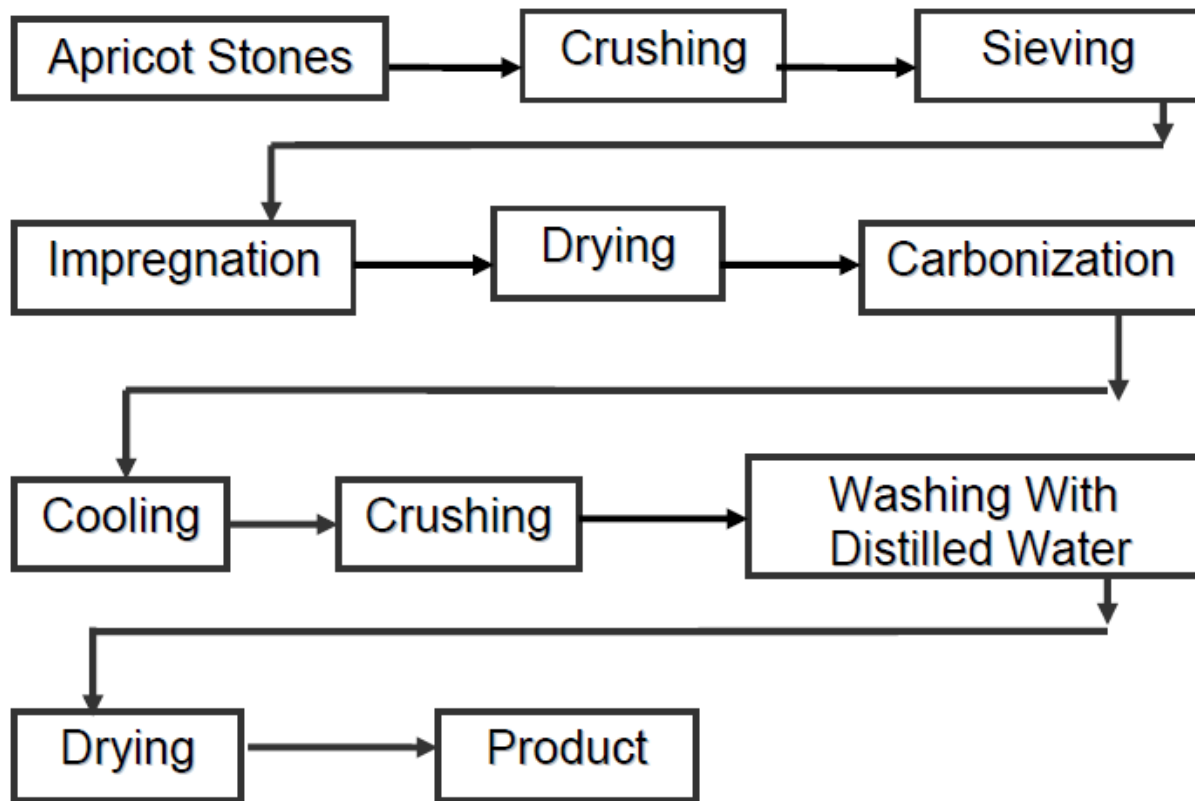 Apricot Stones
Crushing
Sieving
Impregnation
Drying
Carbonization
Cooling
Crushing
Washing With
Distilled Water
Drying
Product